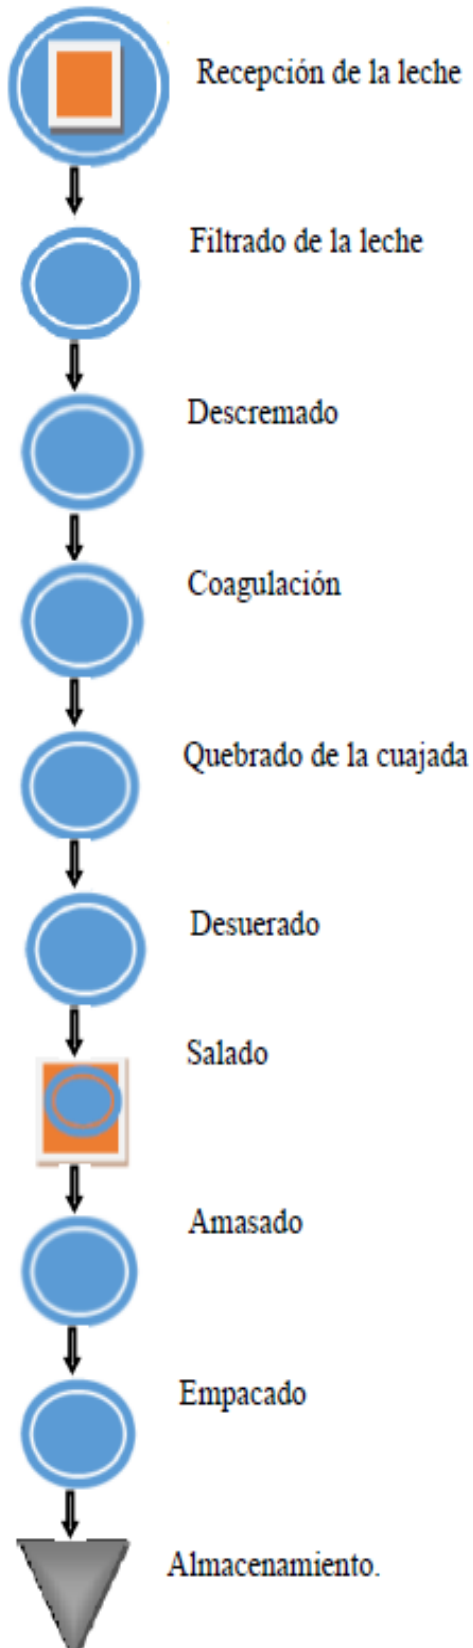 Recepción de la leche
Filtrado de la leche
Descremado
Coagulación
Quebrado de la cuajada
Desuerado
Salado
Amasado
Empacado
Almacenamiento.